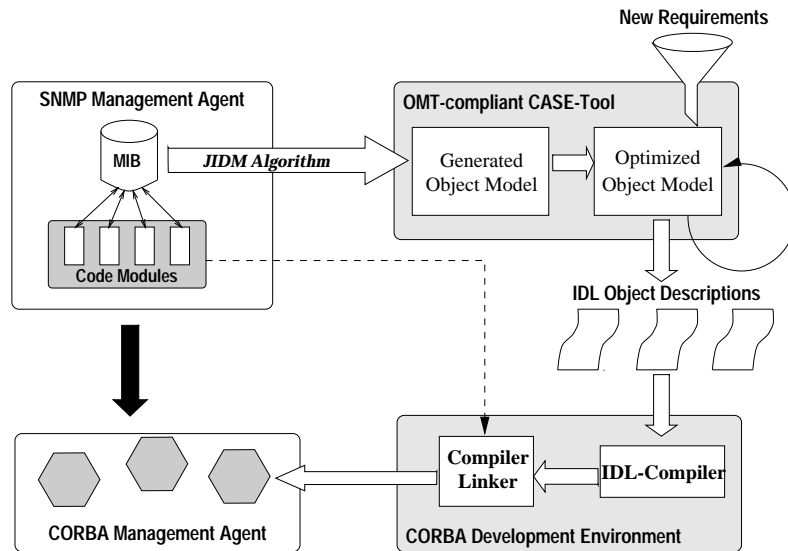 New Requirements
SNMP Management Agent
MIB
JIDM Algorithm
Code Modules
OMT-compliant CASE-Tool
Generated
Object Model
Optimized
Object Model
IDL Object Descriptions
Compiler
Linker
IDL-Compiler
CORBA Management Agent
CORBA Development Environment